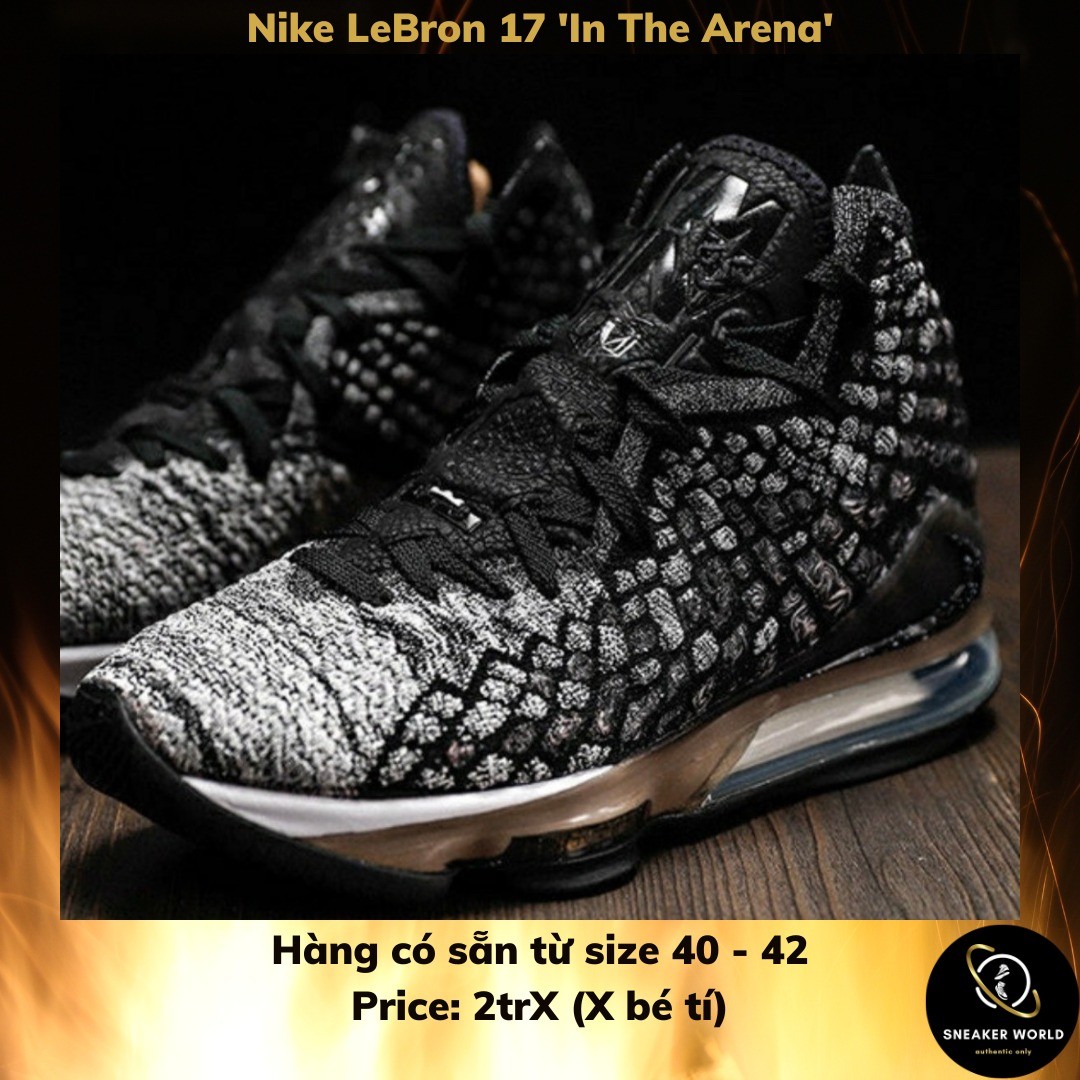 Nike LeBron 17 'In The Arena'
Hàng có sẵn từ size 40 - 42
Price: 2trX (X bé tí)
SNEAKER WORLD
authentic only